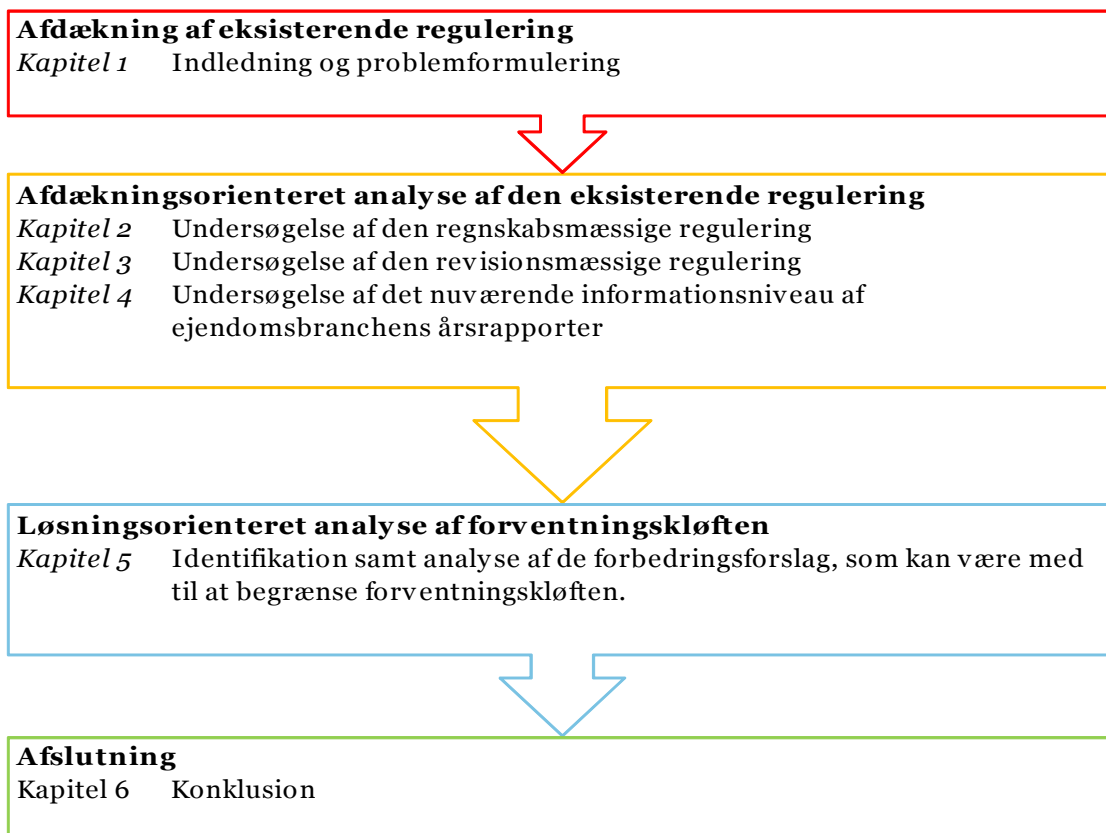 Afdækning af eksisterende regulering
Kapitel 1 Indledning og problemformulering
Afdækningsorienteret analyse af den eksisterende regulering
Kapitel 2 Undersøgelse af den regnskabsmæssige regulering
Kapitel 3 Undersøgelse af den revisionsmæssige regulering
Kapitel 4 Undersøgelse af det nuværende informationsniveau af
ejendomsbranchens årsrapporter
Løsningsorienteret analyse af forventningskløften
Kapitel 5 Identifikation samt analyse af de forbedringsforslag, som kan være med
til at begrænse forventningskløften.
Afslutning
Kapitel 6 Konklusion